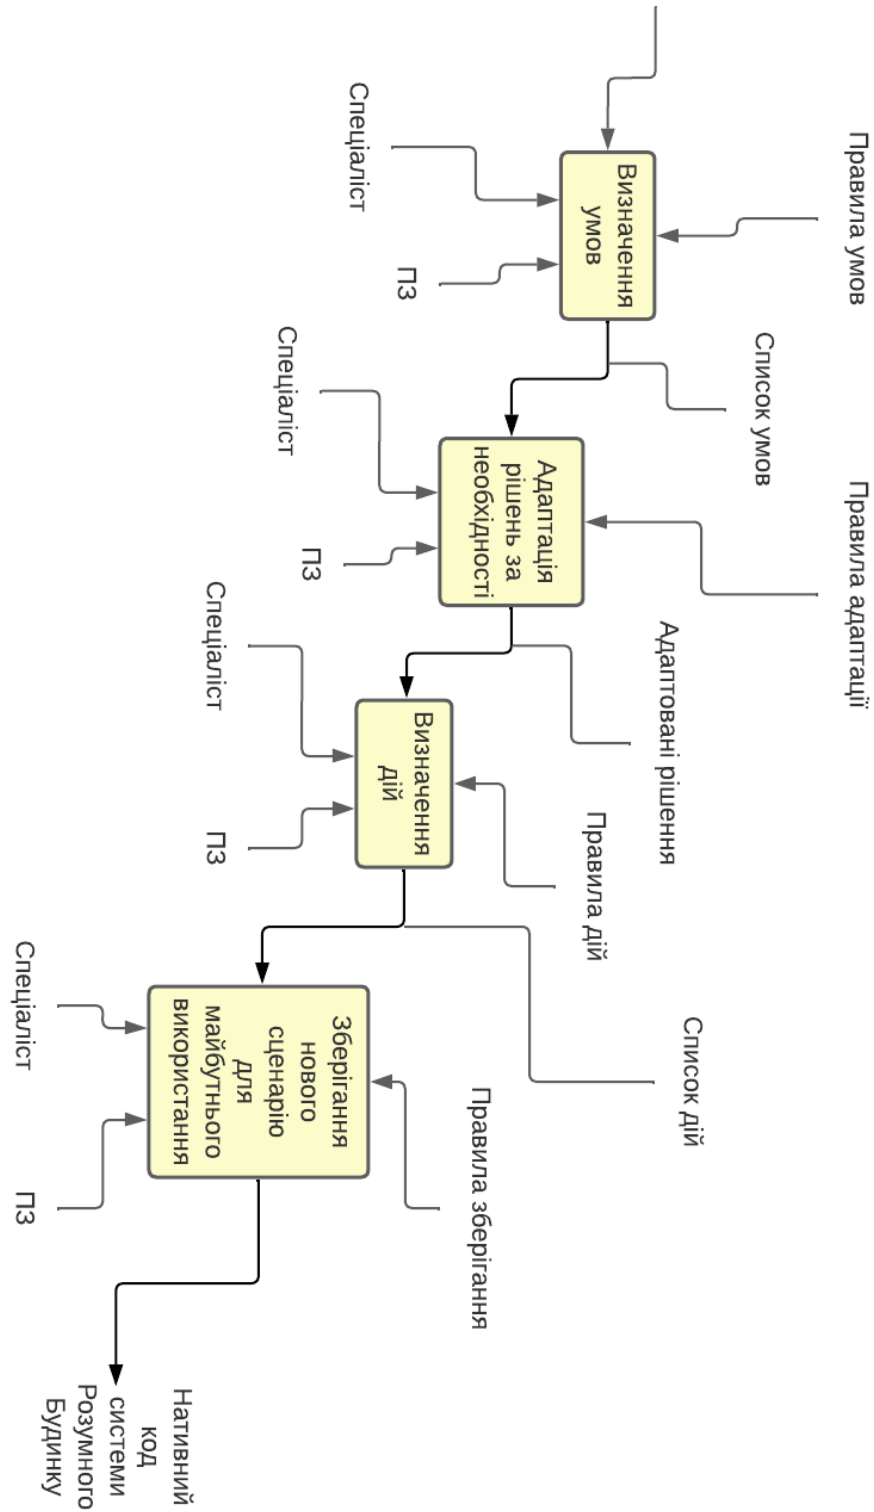 Правила умов
Спеціаліст
Визначення
умов
ПЗ
Список умов
Правила адаптації
Спеціаліст
Адаптація
рішень за
необхідності
ПЗ
Адаптовані рішення
Спеціаліст
Визначення
дій
ПЗ
Правила дій
Список дій
Спеціаліст
Зберігання
нового
сценарію
для
майбутнього
використання
ПЗ
Правила зберігання
Нативний
код
системи
Розумного
Будинку